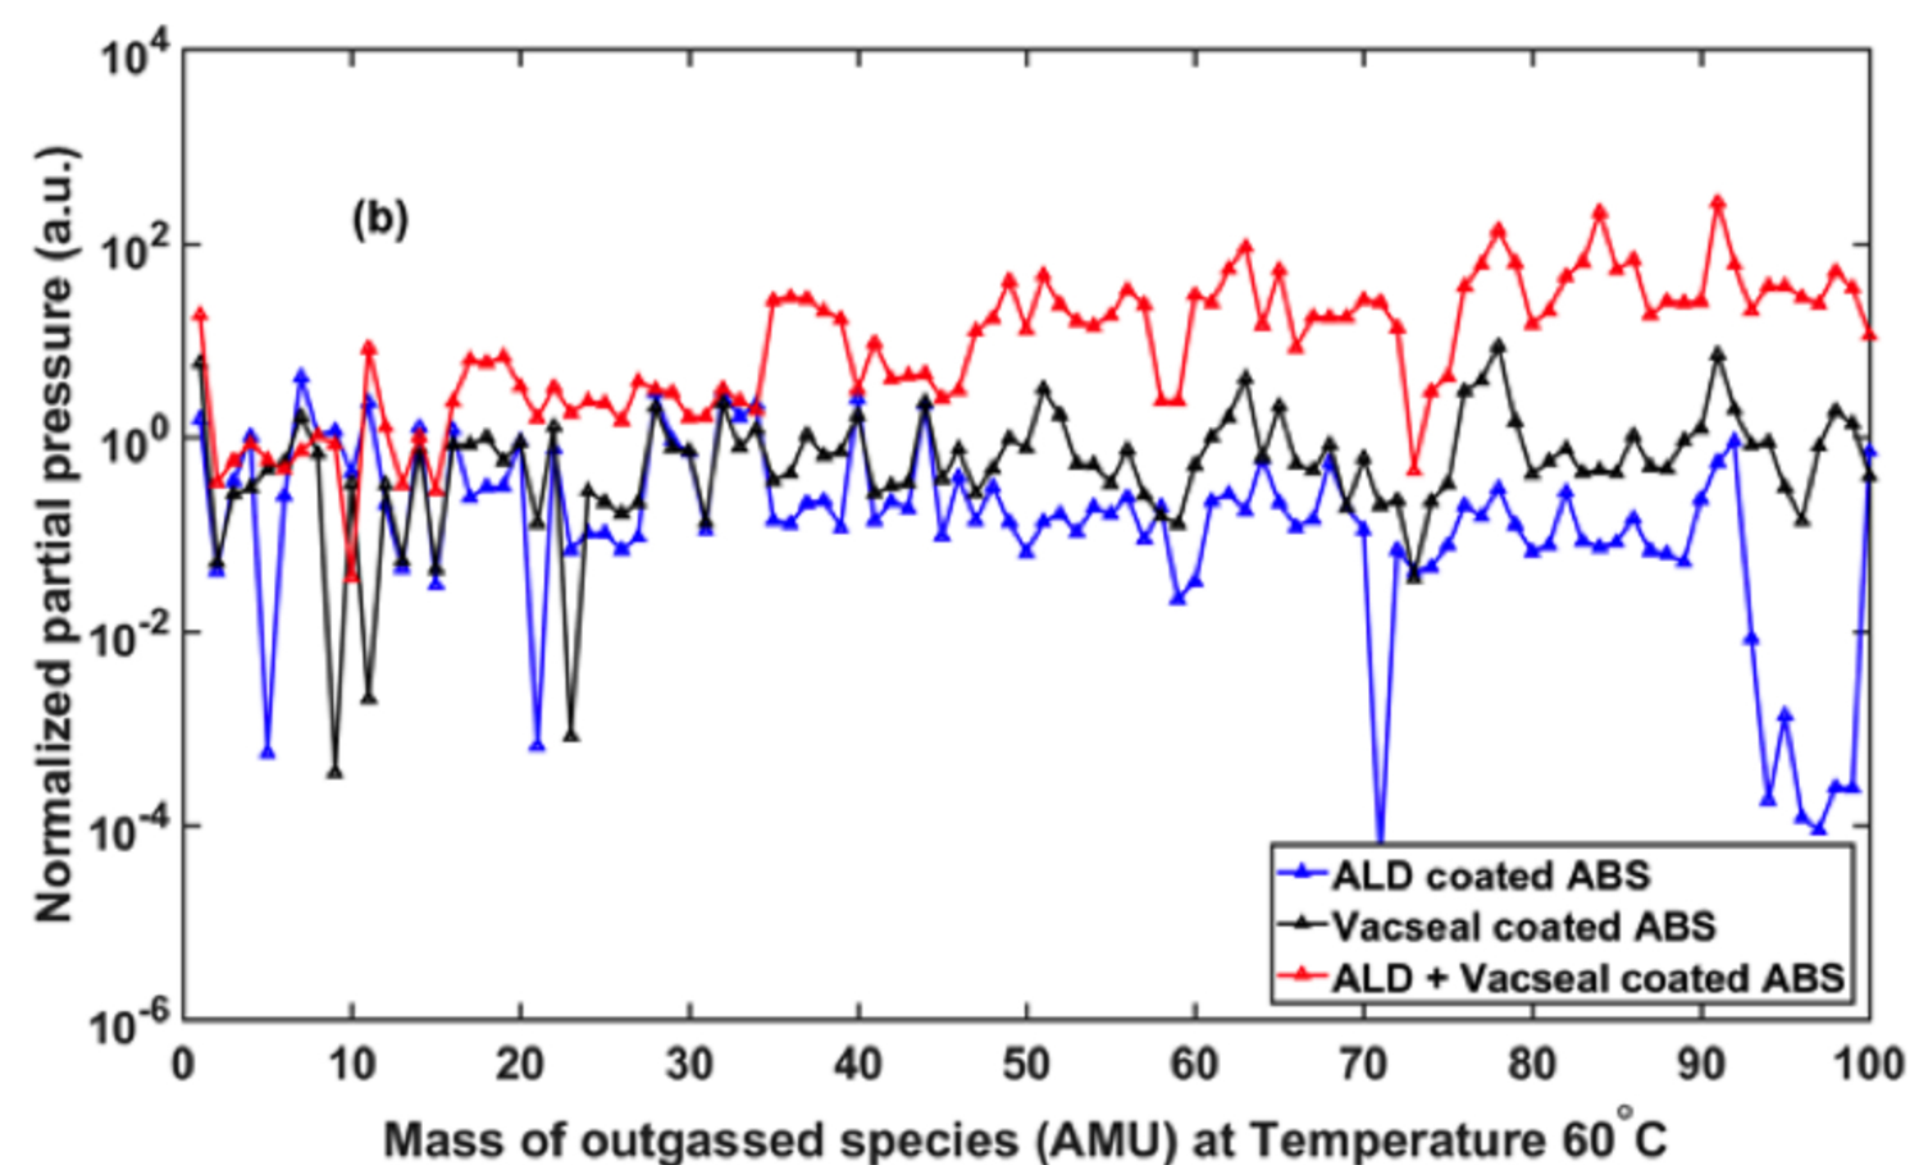 10^4
10^2
10^0
10^-2
10^-4
10^-6
Normalized partial pressure (a.u.)
(b)
ALD coated ABS
Vacseal coated ABS
ALD + Vacseal coated ABS
0 10 20 30 40 50 60 70 80 90 100
Mass of outgassed species (AMU) at Temperature 60°C